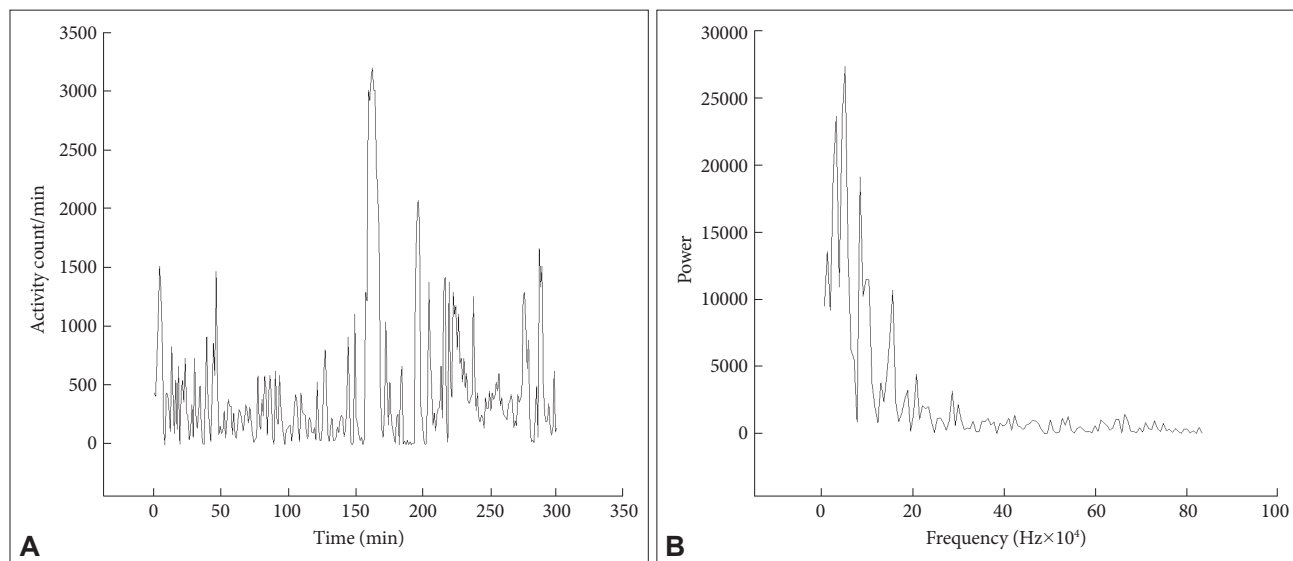 3500
3000
2500
2000
1500
1000
500
0
-500
Activity count/min
0 50 100 150 200 250 300 350
Time (min)
A
30000
25000
20000
15000
10000
5000
0
-5000
Power
0 20 40 60 80 100
Frequency (Hz×10⁴)
B